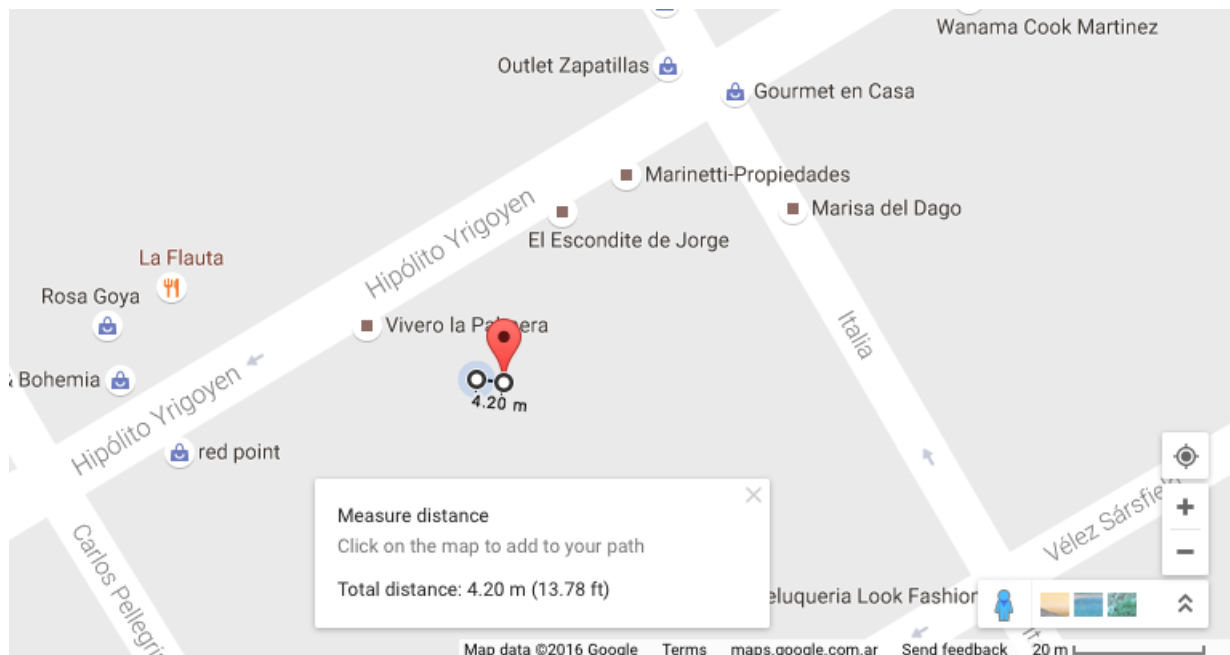 Wanama Cook Martinez
Outlet Zapatillas
Gourmet en Casa
Marinetti-Propiedades
Marisa del Dago
Hipólito Yrigoyen
El Escondite de Jorge
La Flauta
Rosa Goya
Vivero la Palmera
Italia
Bohemia
4.20 m
Hipólito Yrigoyen
red point
Measure distance
Click on the map to add to your path
Total distance: 4.20 m (13.78 ft)
Vélez Sársfield
Carlos Pellegri
eluqueria Look Fashion
Map data ©2016 Google Terms maps.google.com.ar Send feedback 20 m